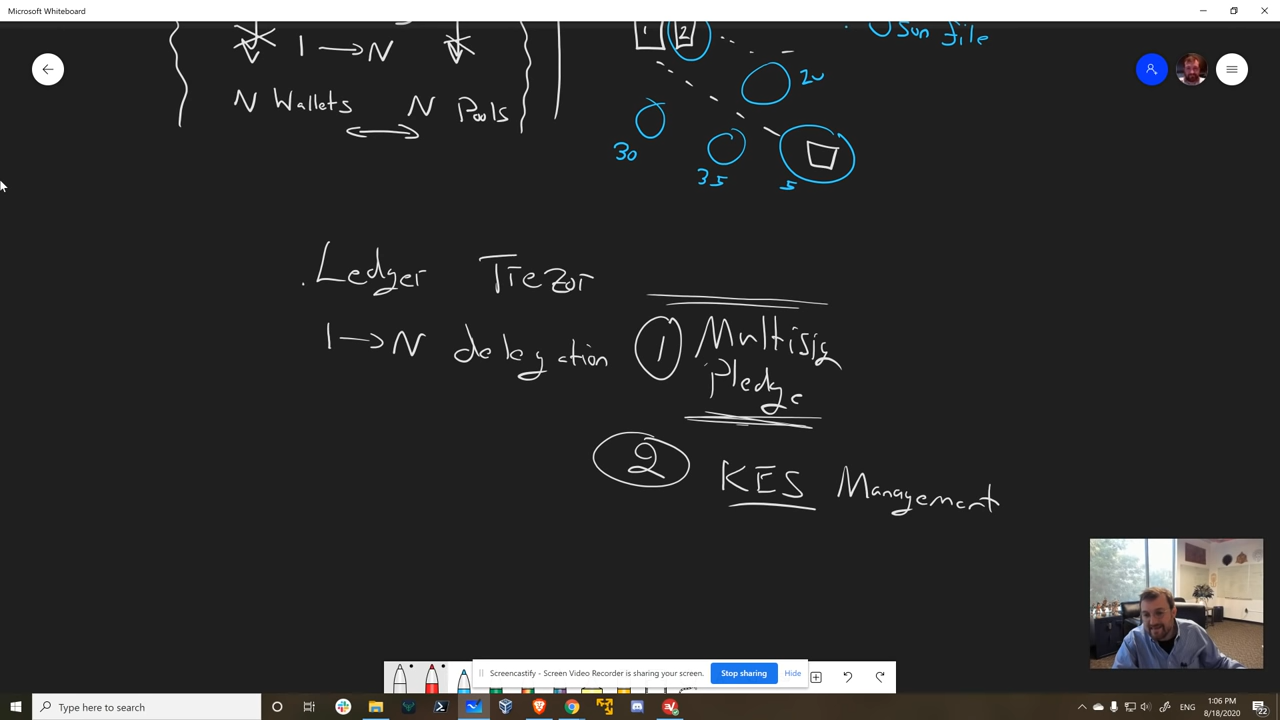 Microsoft Whiteboard
1 → N
N Wallets ↔ N Pools
1 2
20
30
35
5
. JSON file
. Ledger Trezor
1 → N delegation
1 Multisig
Pledge
2 KES Management
Screencastify - Screen Video Recorder is sharing your screen. Stop sharing Hide
Type here to search
ENG
1:06 PM
8/18/2020
22